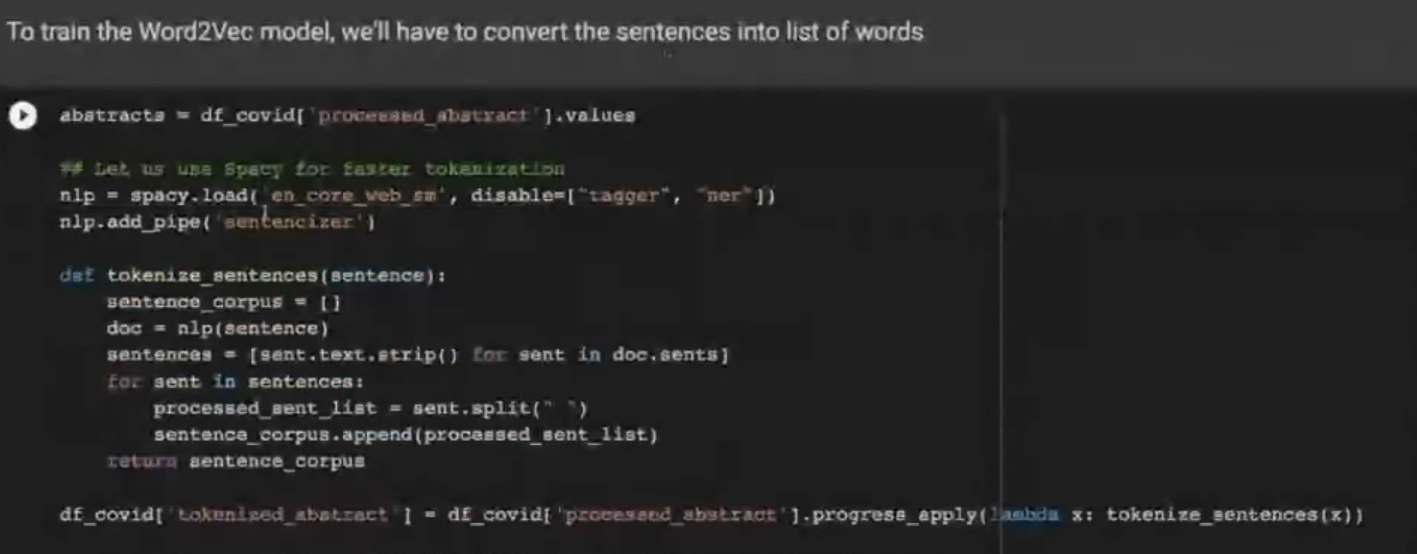 To train the Word2Vec model, we'll have to convert the sentences into list of words
abstracts = df_covid['processed_abstract'].values
## Let us use Spacy for faster tokenization
nlp = spacy.load('en_core_web_sm', disable=["tagger", "ner"])
nlp.add_pipe('sentencizer')
def tokenize_sentences(sentence):
    sentence_corpus = []
    doc = nlp(sentence)
    sentences = [sent.text.strip() for sent in doc.sents]
    for sent in sentences:
        processed_sent_list = sent.split(" ")
        sentence_corpus.append(processed_sent_list)
    return sentence_corpus
df_covid['tokenized_abstract'] = df_covid['processed_abstract'].progress_apply(lambda x: tokenize_sentences(x))